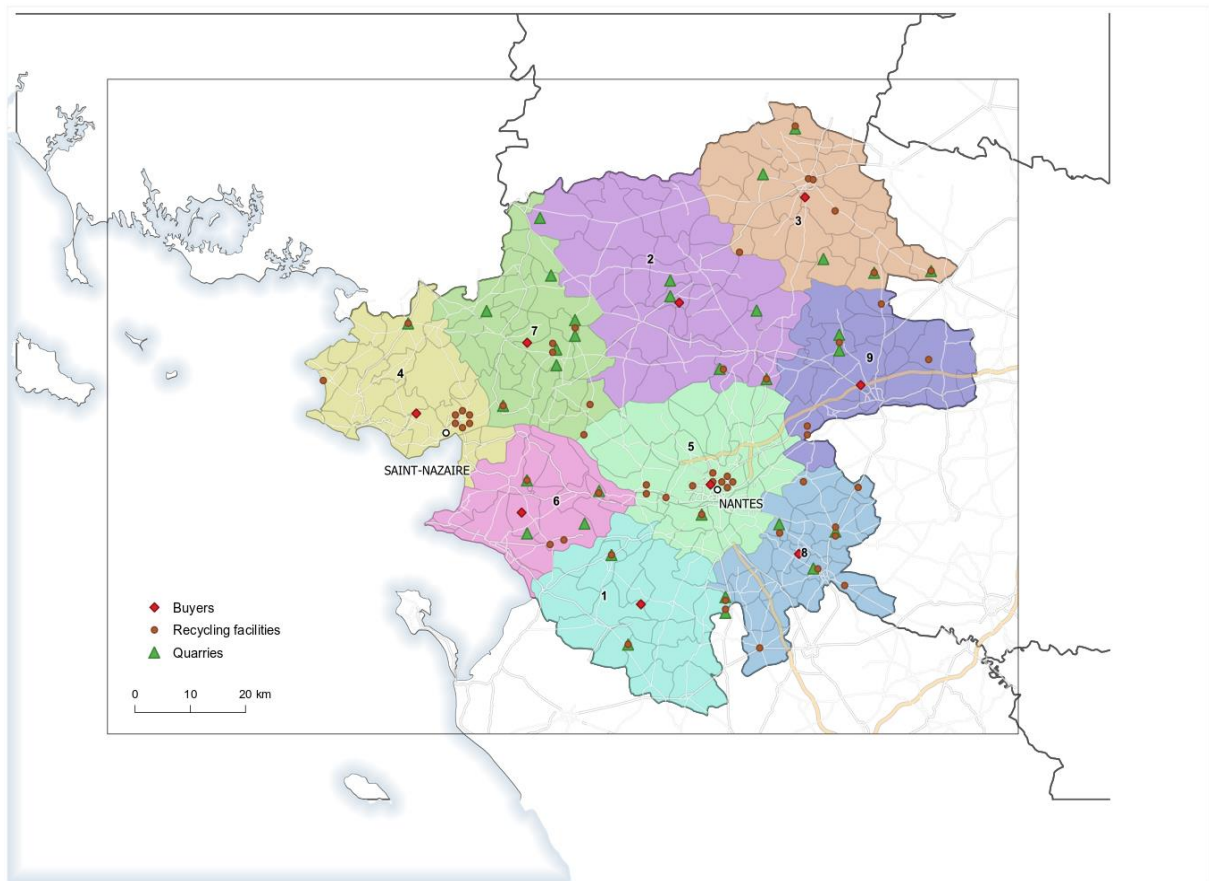 3
2
7
9
4
5
SAINT-NAZAIRE
6
NANTES
8
1
Buyers
Recycling facilities
Quarries
0 10 20 km